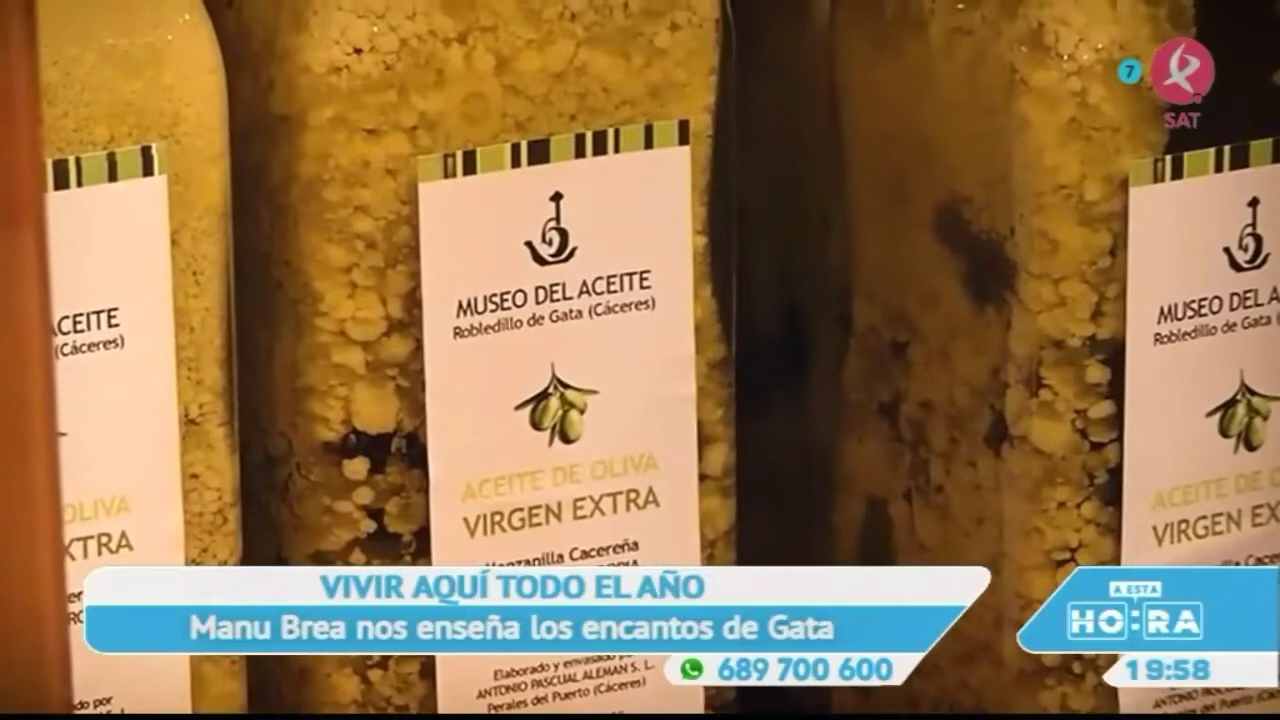 7
SAT
ACEITE
(Cáceres)
OLIVA
XTRA
do por
MUSEO DEL ACEITE
Robledillo de Gata (Cáceres)
ACEITE DE OLIVA
VIRGEN EXTRA
Manzanilla Cacereña
Elaborado y envasado por
ANTONIO PASCUAL ALEMAN S. L.
Perales del Puerto (Cáceres)
MUSEO DEL A
Robledillo de Gata
ACEITE DE O
VIRGEN EX
VIVIR AQUÍ TODO EL AÑO
Manu Brea nos enseña los encantos de Gata
689 700 600
A ESTA
HO:RA
19:58